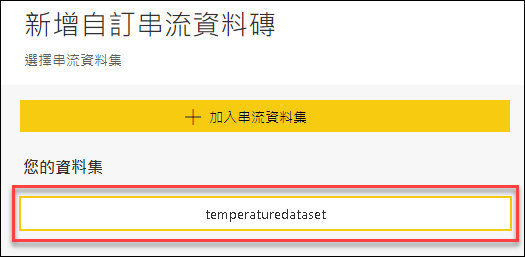 新增自訂串流資料磚
選擇串流資料集
加入串流資料集
您的資料集
temperaturedataset